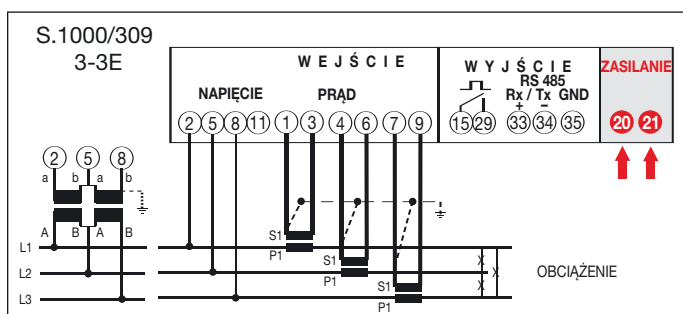 S.1000/309
3-3E
WEJŚCIE
NAPIĘCIE PRĄD
2 5 8 11 1 3 4 6 7 9
WYJŚCIE
RS 485
Rx / Tx GND
+ −
15 29 33 34 35
ZASILANIE
20 21
2 5 8
a b a b
A B A B
L1
L2
L3
S1
P1
S1
P1
S1
P1
X
X
X
OBCIĄŻENIE